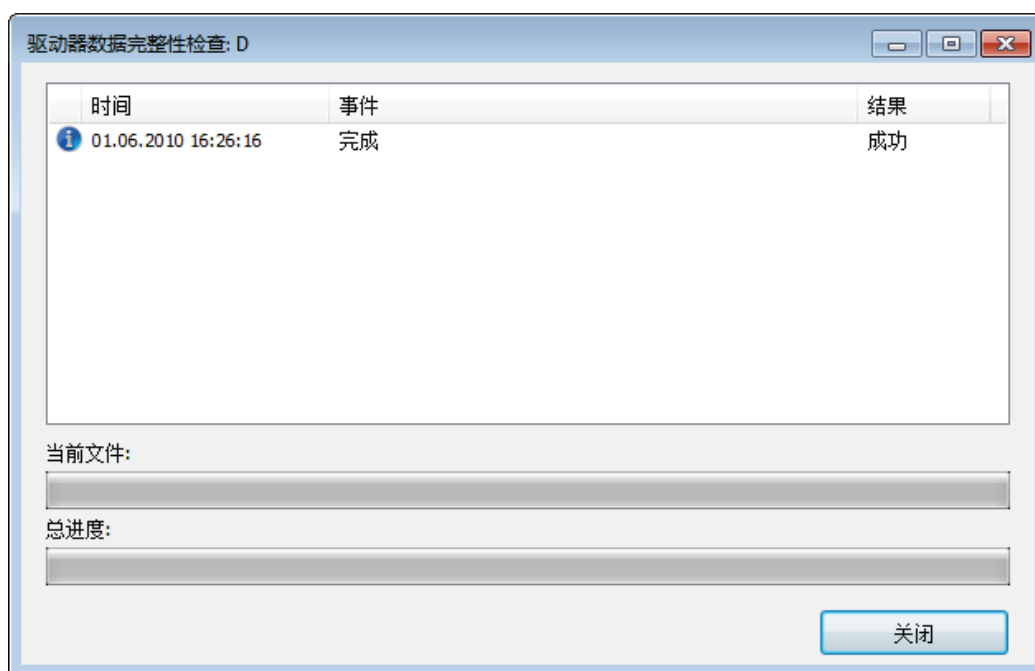 驱动器数据完整性检查: D
时间 事件 结果
01.06.2010 16:26:16 完成 成功
当前文件:
总进度:
关闭